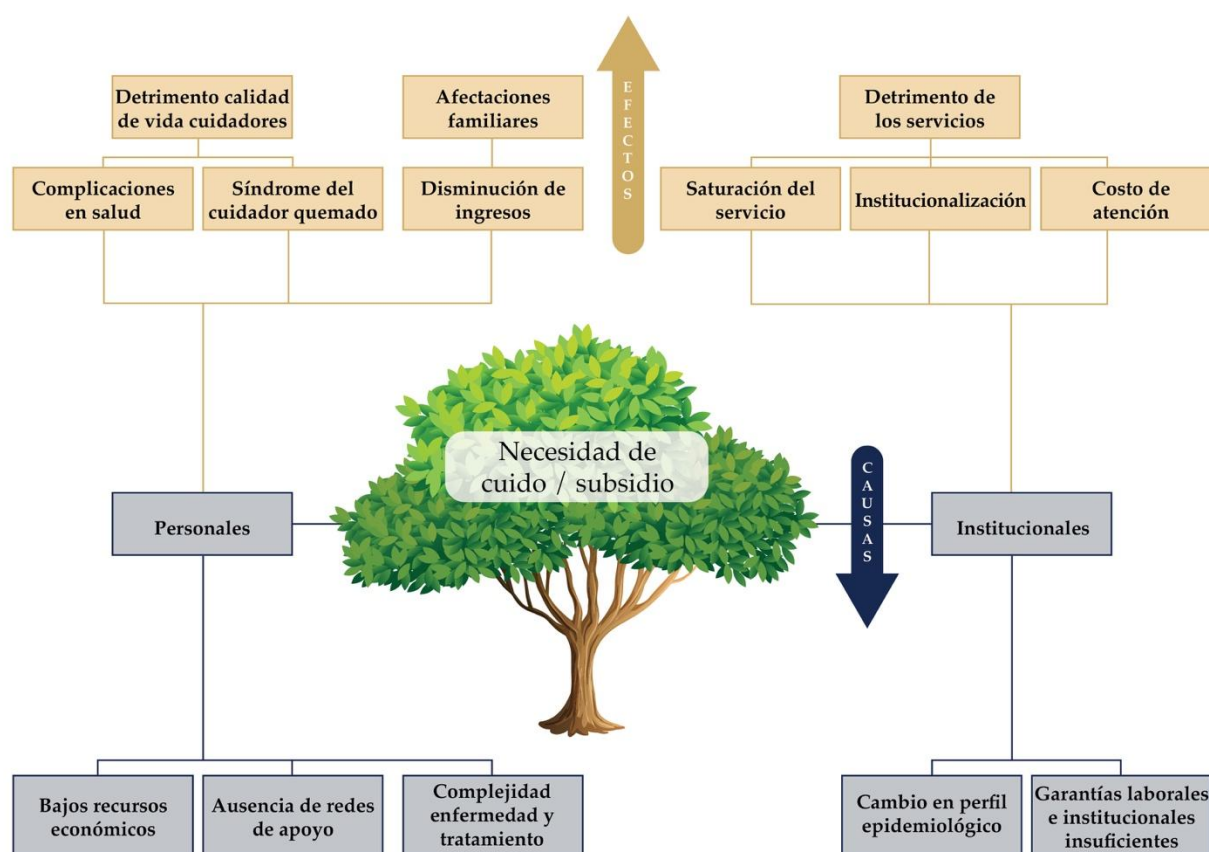 EFECTOS
Detrimento calidad
de vida cuidadores
Afectaciones
familiares
Detrimento de
los servicios
Complicaciones
en salud
Síndrome del
cuidador quemado
Disminución de
ingresos
Saturación del
servicio
Institucionalización
Costo de
atención
Necesidad de
cuido / subsidio
CAUSAS
Personales
Institucionales
Bajos recursos
económicos
Ausencia de redes
de apoyo
Complejidad
enfermedad y
tratamiento
Cambio en perfil
epidemiológico
Garantías laborales
e institucionales
insuficientes